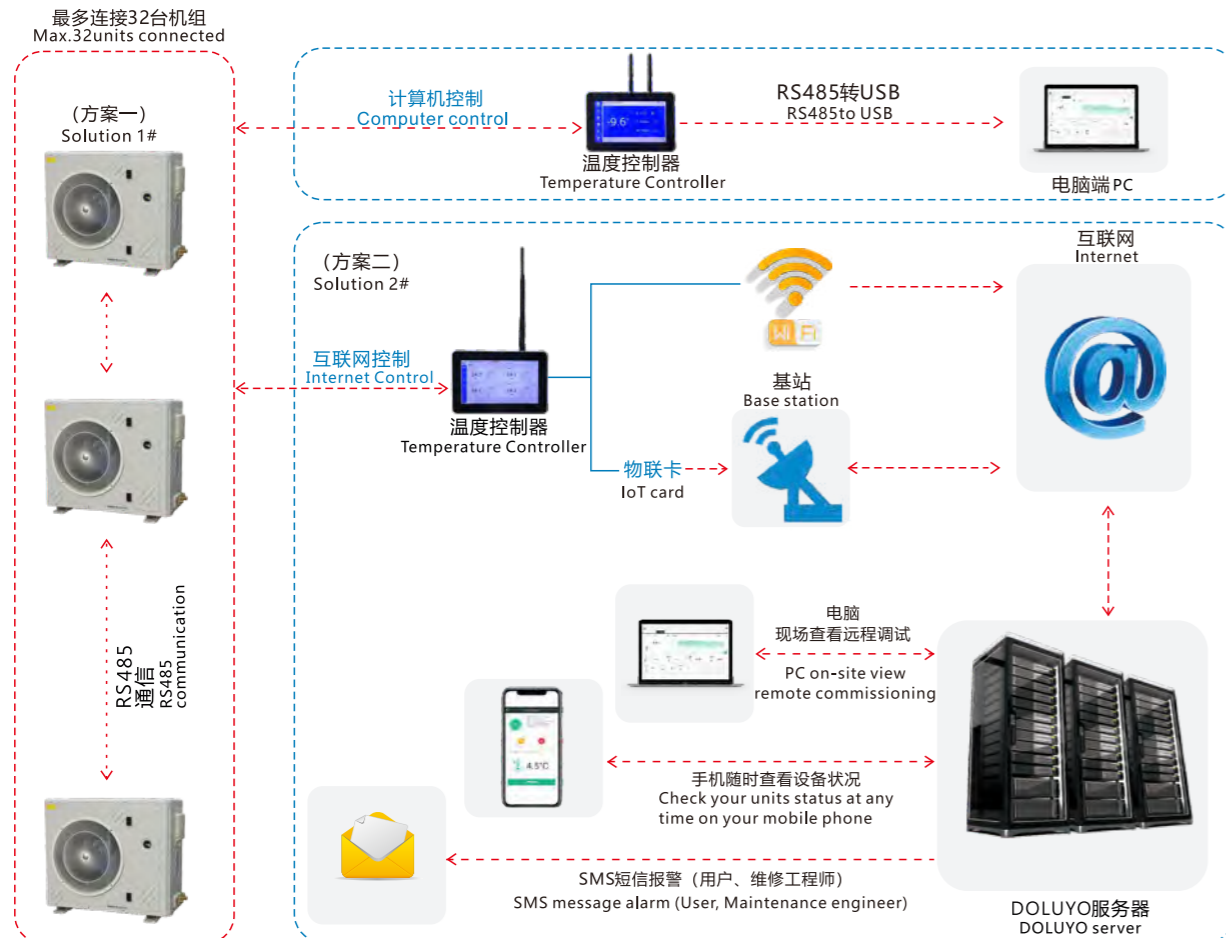 最多连接32台机组
Max.32units connected
(方案一)
Solution 1#
计算机控制
Computer control
-9.6
温度控制器
Temperature Controller
RS485转USB
RS485to USB
电脑端 PC
(方案二)
Solution 2#
互联网控制
Internet Control
温度控制器
Temperature Controller
Wi Fi
基站
Base station
物联卡
IoT card
互联网
Internet
@
RS485
通信
RS485
communication
电脑
现场查看远程调试
PC on-site view
remote commissioning
4.5°C
手机随时查看设备状况
Check your units status at any
time on your mobile phone
SMS短信报警（用户、维修工程师）
SMS message alarm (User, Maintenance engineer)
DOLUYO服务器
DOLUYO server